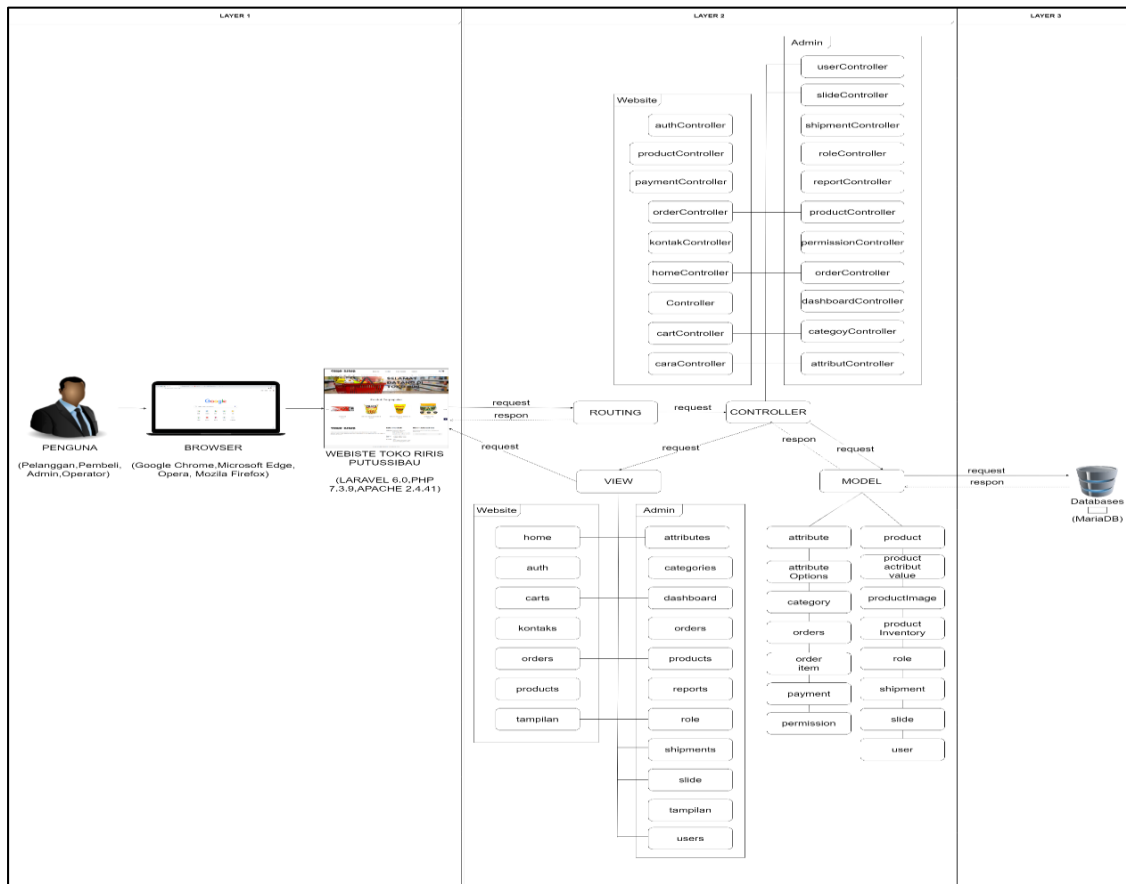 LAYER 1
LAYER 2
LAYER 3
Admin
userController
slideController
shipmentController
roleController
reportController
productController
permissionController
orderController
dashboardController
categoyController
attributController
Website
authController
productController
paymentController
orderController
kontakController
homeController
Controller
cartController
caraController
Google
PENGUNA
(Pelanggan,Pembeli,
Admin,Operator)
BROWSER
(Google Chrome,Microsoft Edge,
Opera, Mozila Firefox)
SELAMAT
DATANG DI
WEBISTE TOKO RIRIS
PUTUSSIBAU
(LARAVEL 6.0,PHP
7.3.9,APACHE 2.4.41)
request
respon
request
ROUTING
request
CONTROLLER
request
respon
request
VIEW
MODEL
request
respon
Databases
(MariaDB)
Website
home
auth
carts
kontaks
orders
products
tampilan
Admin
attributes
categories
dashboard
orders
products
reports
role
shipments
slide
tampilan
users
attribute
attribute
Options
category
orders
order
item
payment
permission
product
product
actribut
value
productImage
product
Inventory
role
shipment
slide
user